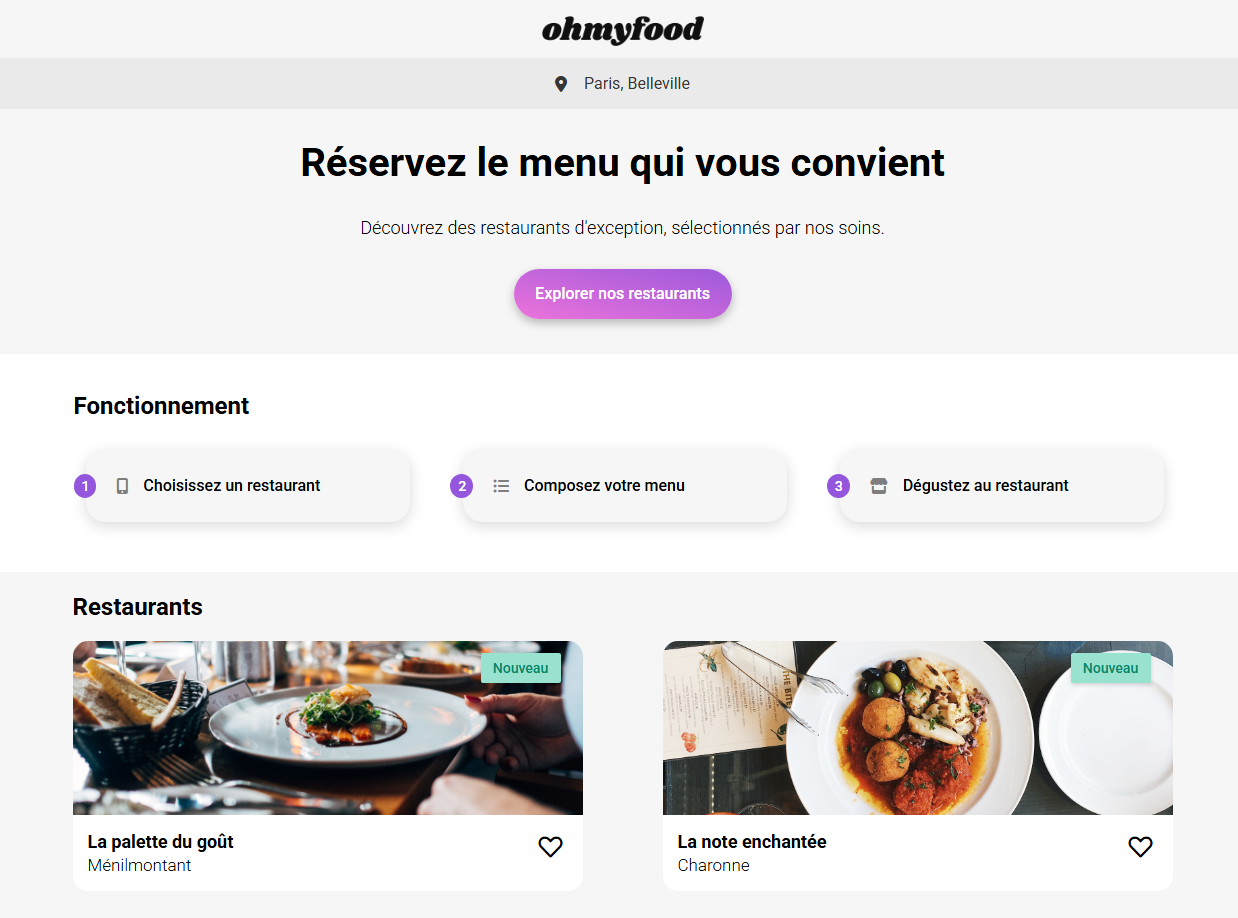 ohmyfood
Paris, Belleville
Réservez le menu qui vous convient
Découvrez des restaurants d'exception, sélectionnés par nos soins.
Explorer nos restaurants
Fonctionnement
1 Choisissez un restaurant
2 Composez votre menu
3 Dégustez au restaurant
Restaurants
Nouveau
Nouveau
La palette du goût
Ménilmontant
La note enchantée
Charonne